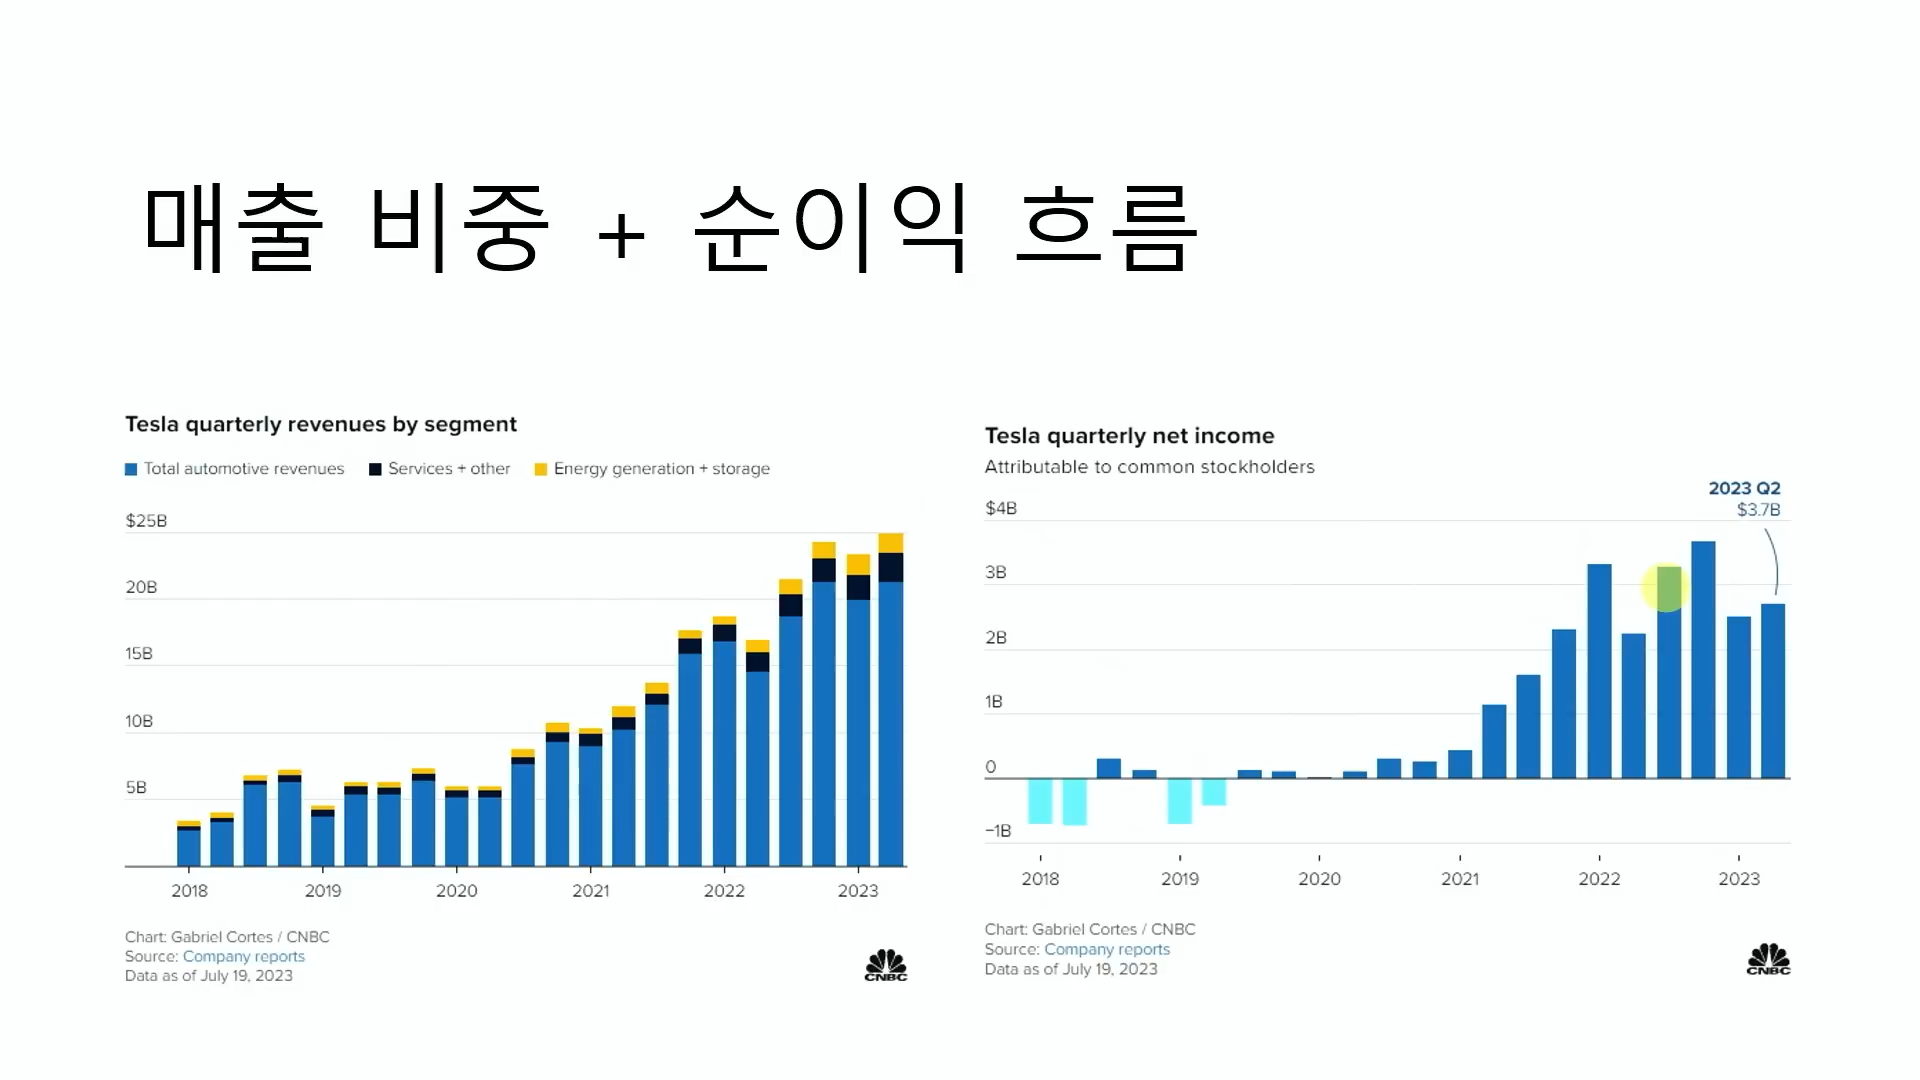 매출 비중 + 순이익 흐름
Tesla quarterly revenues by segment
Total automotive revenues Services + other Energy generation + storage
$25B
20B
15B
10B
5B
2018 2019 2020 2021 2022 2023
Chart: Gabriel Cortes / CNBC
Source: Company reports
Data as of July 19, 2023
CNBC
Tesla quarterly net income
Attributable to common stockholders
2023 Q2
$3.7B
$4B
3B
2B
1B
0
−1B
2018 2019 2020 2021 2022 2023
Chart: Gabriel Cortes / CNBC
Source: Company reports
Data as of July 19, 2023
CNBC